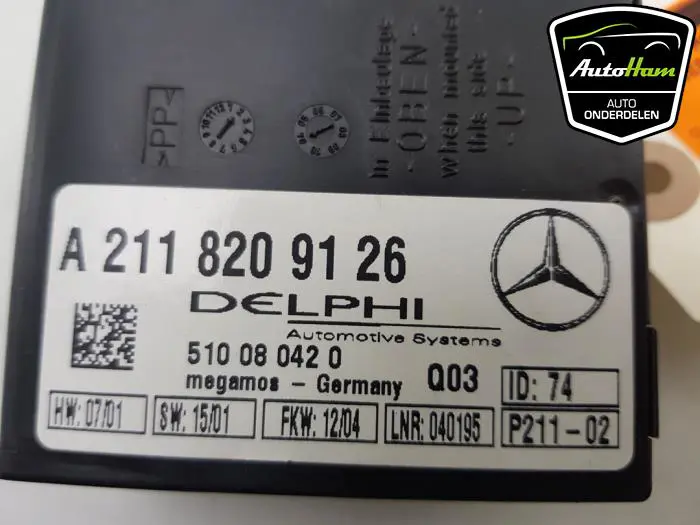 AutoHam
AUTO
ONDERDELEN
>PP<
in Einbaulage
-OBEN-
when mounted
this side
-UP-
A 211 820 91 26
DELPHI
Automotive Systems
510 08 042 0
megamos - Germany
Q03
ID: 74
HW: 07/01
SW: 15/01
FKW: 12/04
LNR: 040195
P211-02